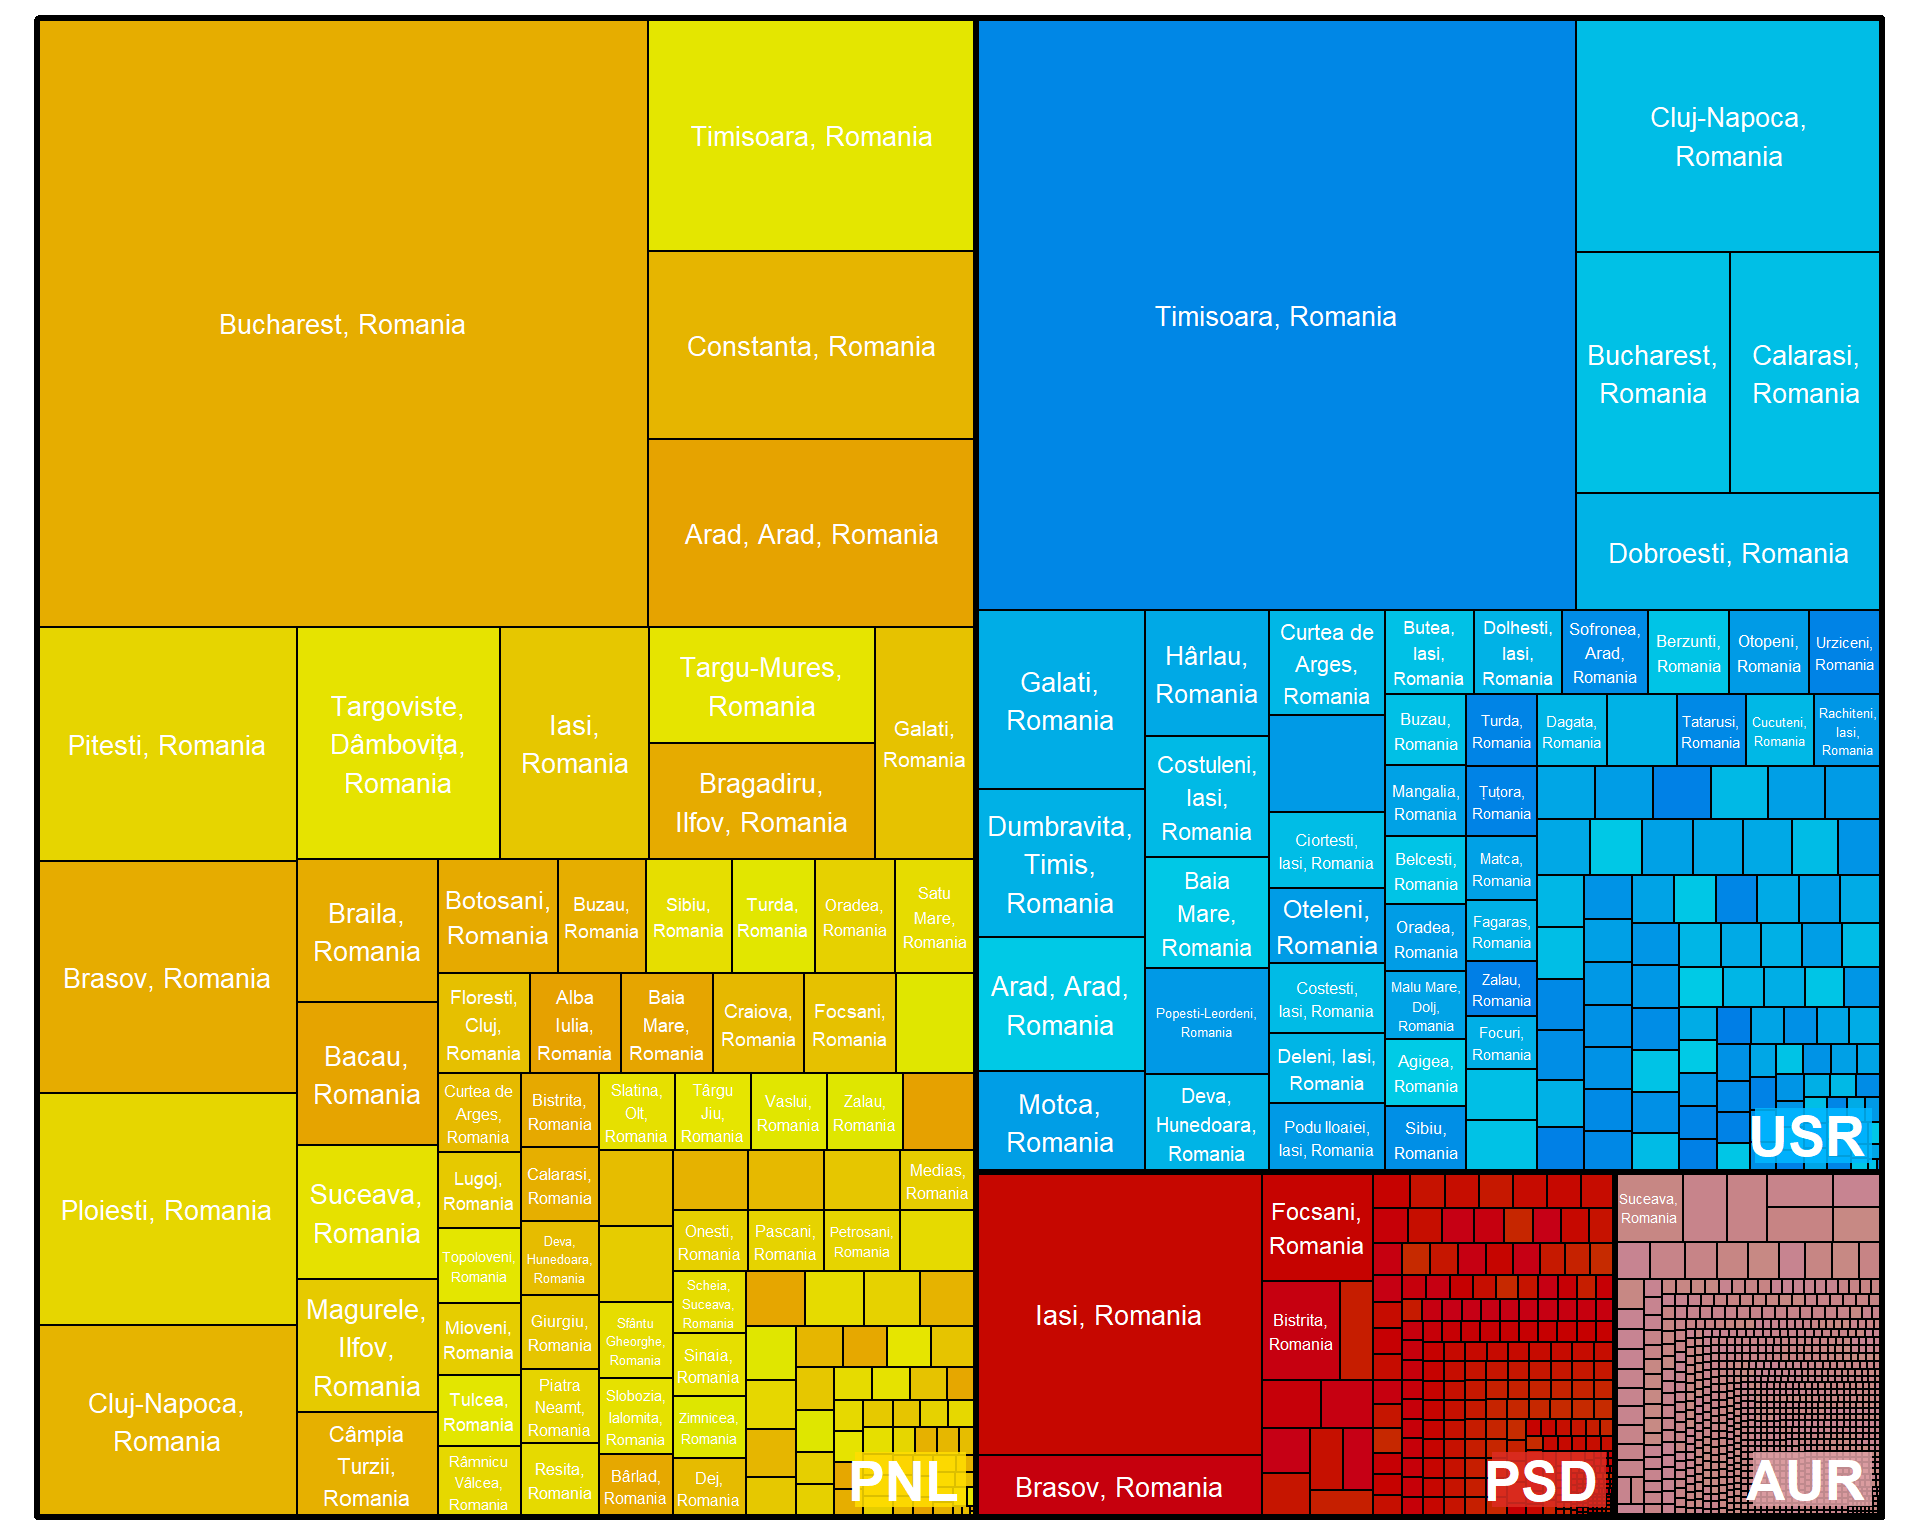 Bucharest, Romania
Timisoara, Romania
Constanta, Romania
Arad, Arad, Romania
Pitesti, Romania
Targoviste,
Dâmbovița,
Romania
Iasi,
Romania
Targu-Mures,
Romania
Bragadiru,
Ilfov, Romania
Galati,
Romania
Brasov, Romania
Ploiesti, Romania
Cluj-Napoca,
Romania
Braila,
Romania
Bacau,
Romania
Suceava,
Romania
Magurele,
Ilfov,
Romania
Câmpia
Turzii,
Romania
Botosani,
Romania
Buzau,
Romania
Sibiu,
Romania
Turda,
Romania
Oradea,
Romania
Satu
Mare,
Romania
Floresti,
Cluj,
Romania
Alba
Iulia,
Romania
Baia
Mare,
Romania
Craiova,
Romania
Focsani,
Romania
Curtea de
Arges,
Romania
Bistrita,
Romania
Slatina,
Olt,
Romania
Târgu
Jiu,
Romania
Vaslui,
Romania
Zalau,
Romania
Lugoj,
Romania
Calarasi,
Romania
Medias,
Romania
Topoloveni,
Romania
Deva,
Hunedoara,
Romania
Onesti,
Romania
Pascani,
Romania
Petrosani,
Romania
Mioveni,
Romania
Giurgiu,
Romania
Sfântu
Gheorghe,
Romania
Scheia,
Suceava,
Romania
Sinaia,
Romania
Tulcea,
Romania
Piatra
Neamt,
Romania
Slobozia,
Ialomita,
Romania
Zimnicea,
Romania
Râmnicu
Vâlcea,
Romania
Resita,
Romania
Bârlad,
Romania
Dej,
Romania
PNL
Timisoara, Romania
Cluj-Napoca,
Romania
Bucharest,
Romania
Calarasi,
Romania
Dobroesti, Romania
Galati,
Romania
Dumbravita,
Timis,
Romania
Arad, Arad,
Romania
Motca,
Romania
Hârlau,
Romania
Costuleni,
Iasi,
Romania
Baia
Mare,
Romania
Popesti-Leordeni,
Romania
Deva,
Hunedoara,
Romania
Curtea de
Arges,
Romania
Ciortesti,
Iasi, Romania
Oteleni,
Romania
Costesti,
Iasi, Romania
Deleni, Iasi,
Romania
Podu Iloaiei,
Iasi, Romania
Butea,
Iasi,
Romania
Dolhesti,
Iasi,
Romania
Sofronea,
Arad,
Romania
Berzunti,
Romania
Otopeni,
Romania
Urziceni,
Romania
Buzau,
Romania
Turda,
Romania
Dagata,
Romania
Tatarusi,
Romania
Cucuteni,
Romania
Rachiteni,
Iasi,
Romania
Mangalia,
Romania
Țuțora,
Romania
Belcesti,
Romania
Matca,
Romania
Oradea,
Romania
Fagaras,
Romania
Malu Mare,
Dolj,
Romania
Zalau,
Romania
Agigea,
Romania
Focuri,
Romania
Sibiu,
Romania
USR
Iasi, Romania
Brasov, Romania
Focsani,
Romania
Bistrita,
Romania
PSD
Suceava,
Romania
AUR